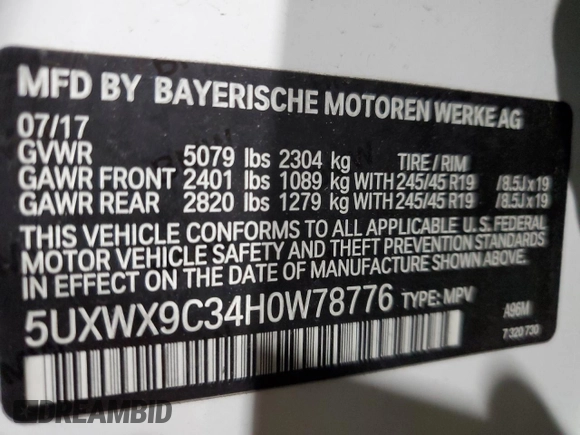 MFD BY BAYERISCHE MOTOREN WERKE AG
07/17
GVWR 5079 lbs 2304 kg TIRE / RIM
GAWR FRONT 2401 lbs 1089 kg WITH 245/45 R19 /8.5J x 19
GAWR REAR 2820 lbs 1279 kg WITH 245/45 R19 /8.5J x 19
THIS VEHICLE CONFORMS TO ALL APPLICABLE U.S. FEDERAL
MOTOR VEHICLE SAFETY AND THEFT PREVENTION STANDARDS
IN EFFECT ON THE DATE OF MANUFACTURE SHOWN ABOVE.
5UXWX9C34H0W78776 TYPE: MPV A96M
7 320 730
DREAMBID